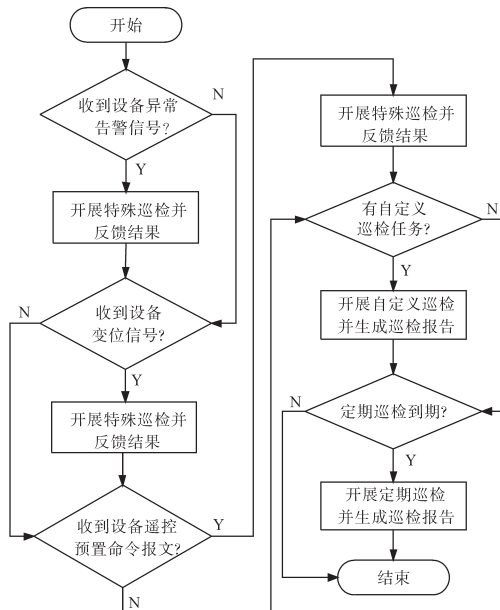 开始
收到设备异常
告警信号?
N
Y
开展特殊巡检并
反馈结果
收到设备
变位信号?
N
Y
开展特殊巡检并
反馈结果
收到设备遥控
预置命令报文?
Y
N
开展特殊巡检并
反馈结果
有自定义
巡检任务?
N
Y
开展自定义巡检
并生成巡检报告
定期巡检到期?
N
Y
开展定期巡检
并生成巡检报告
结束